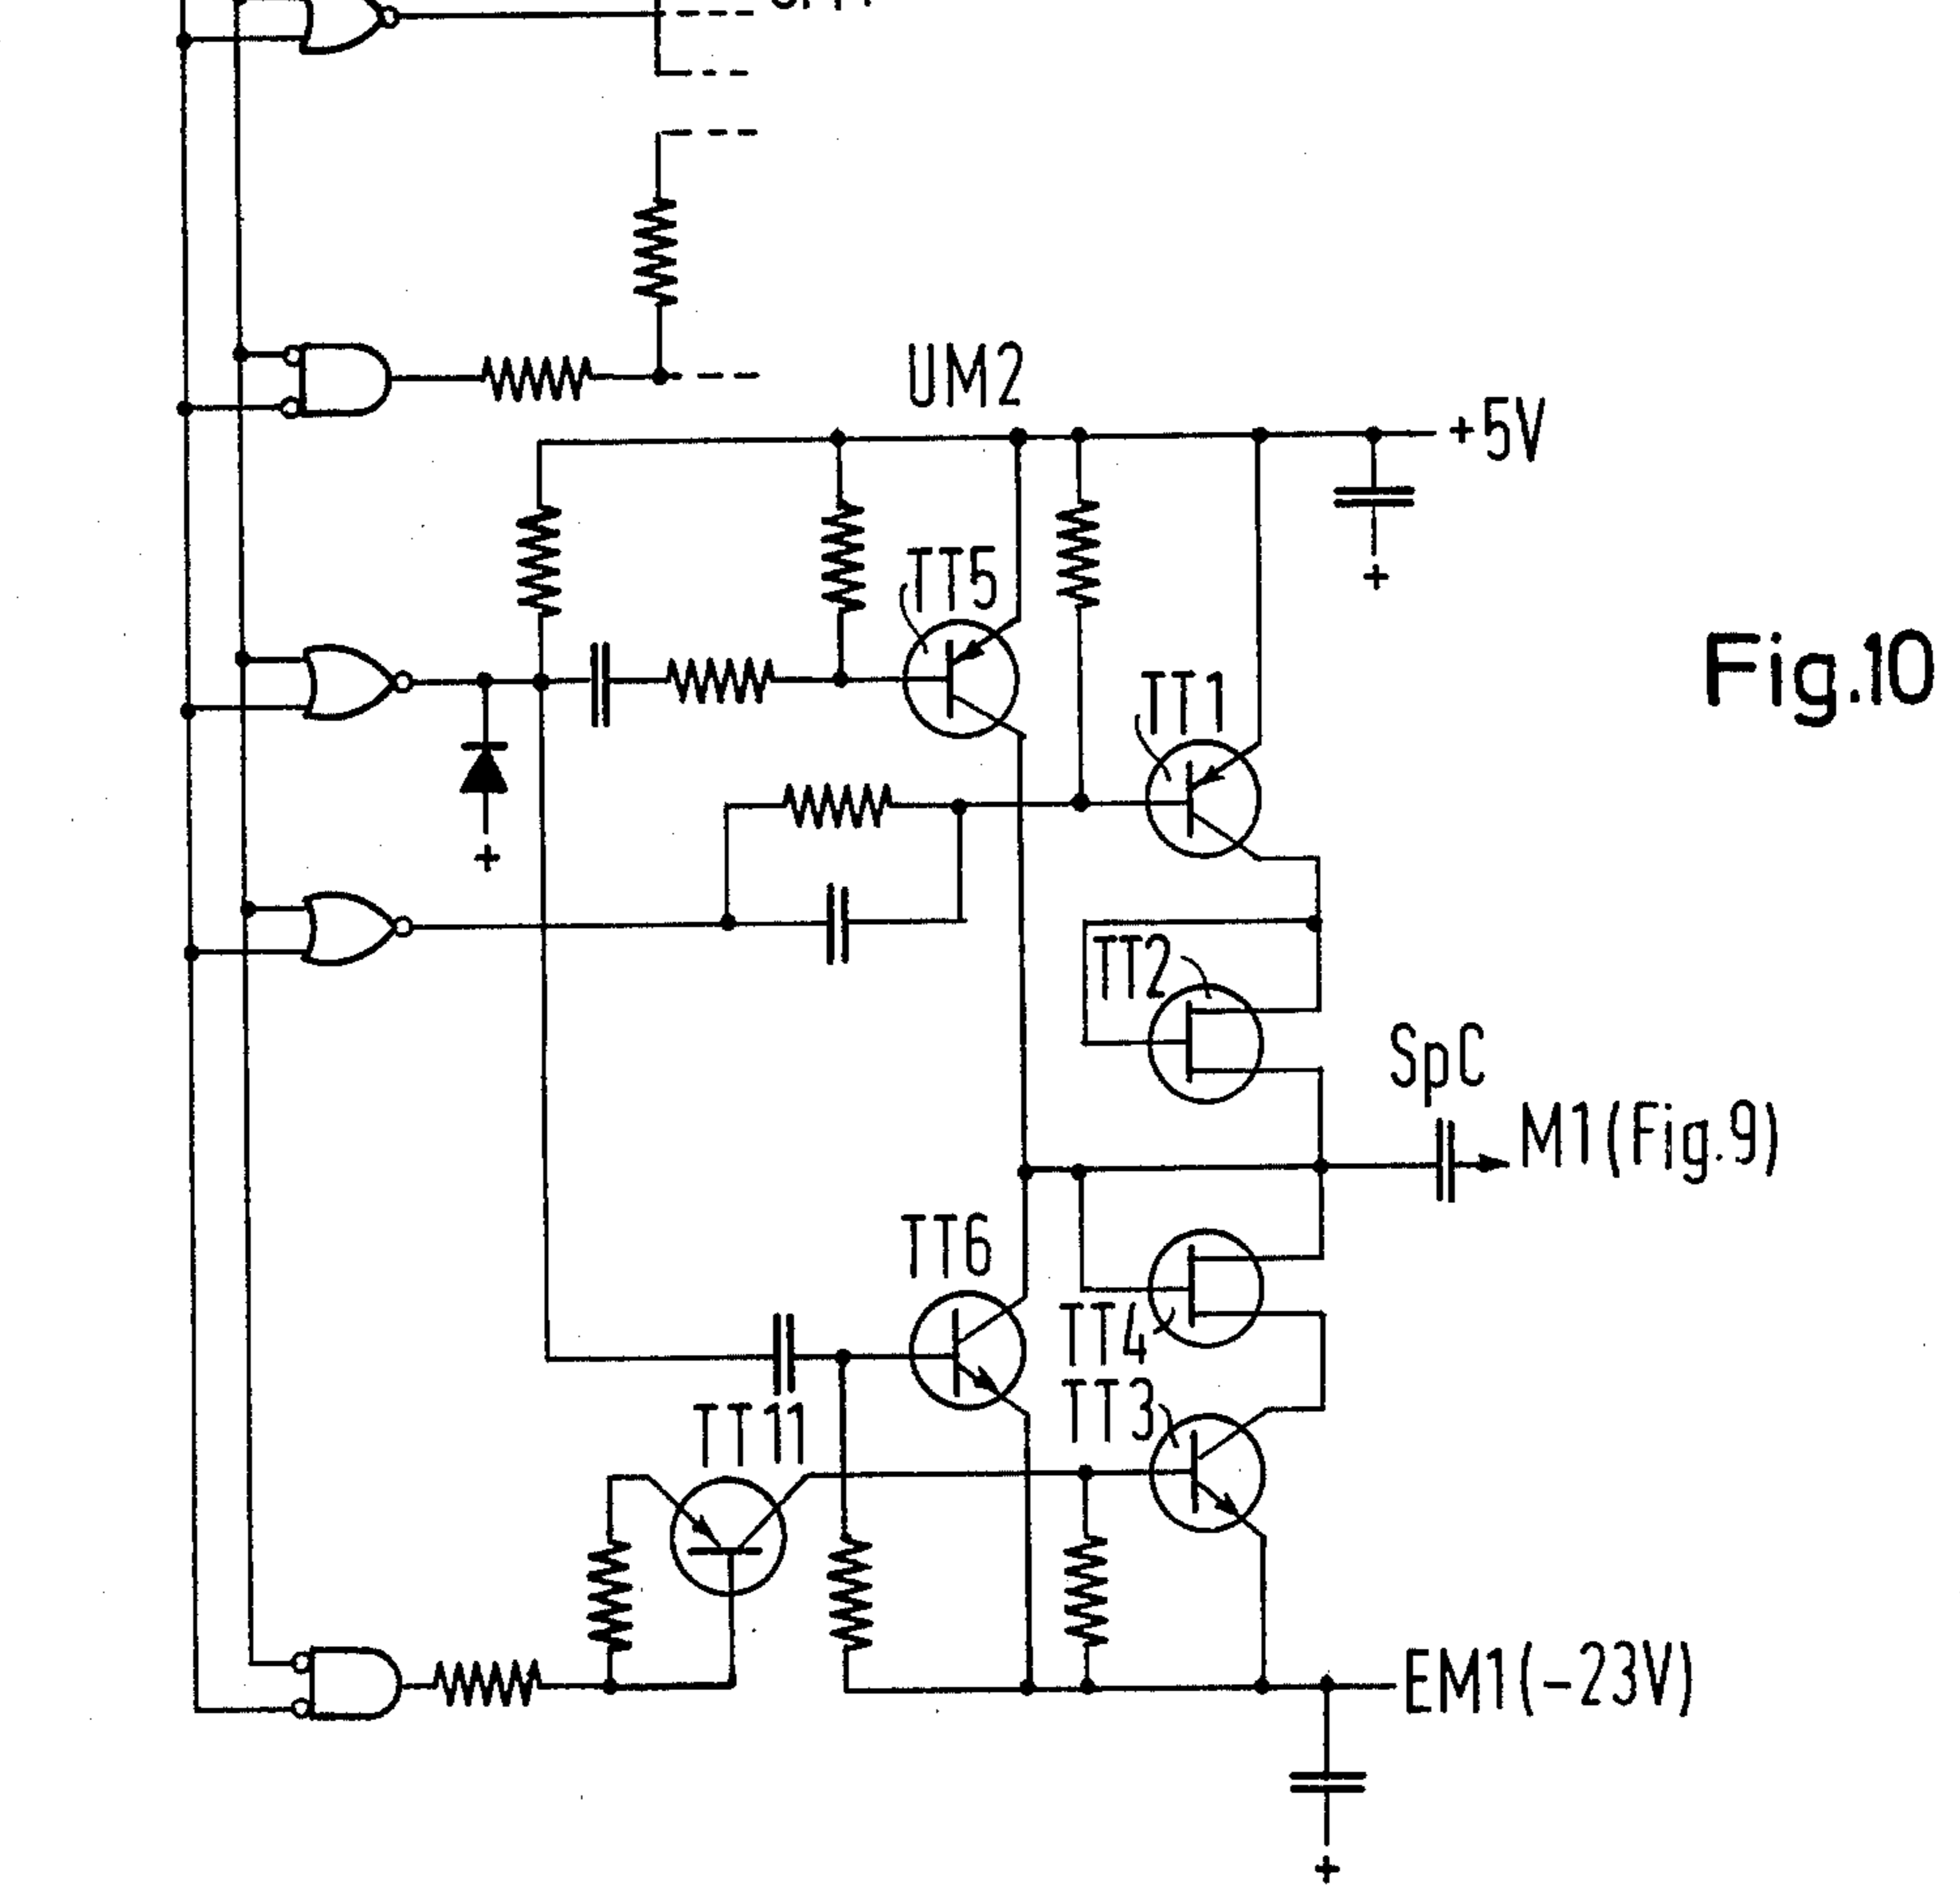 UM2
+5V
TT5
+
Fig.10
TT1
+
TT2
SpC
M1(Fig.9)
TT6
TT4
TT3
TT11
EM1(-23V)
+